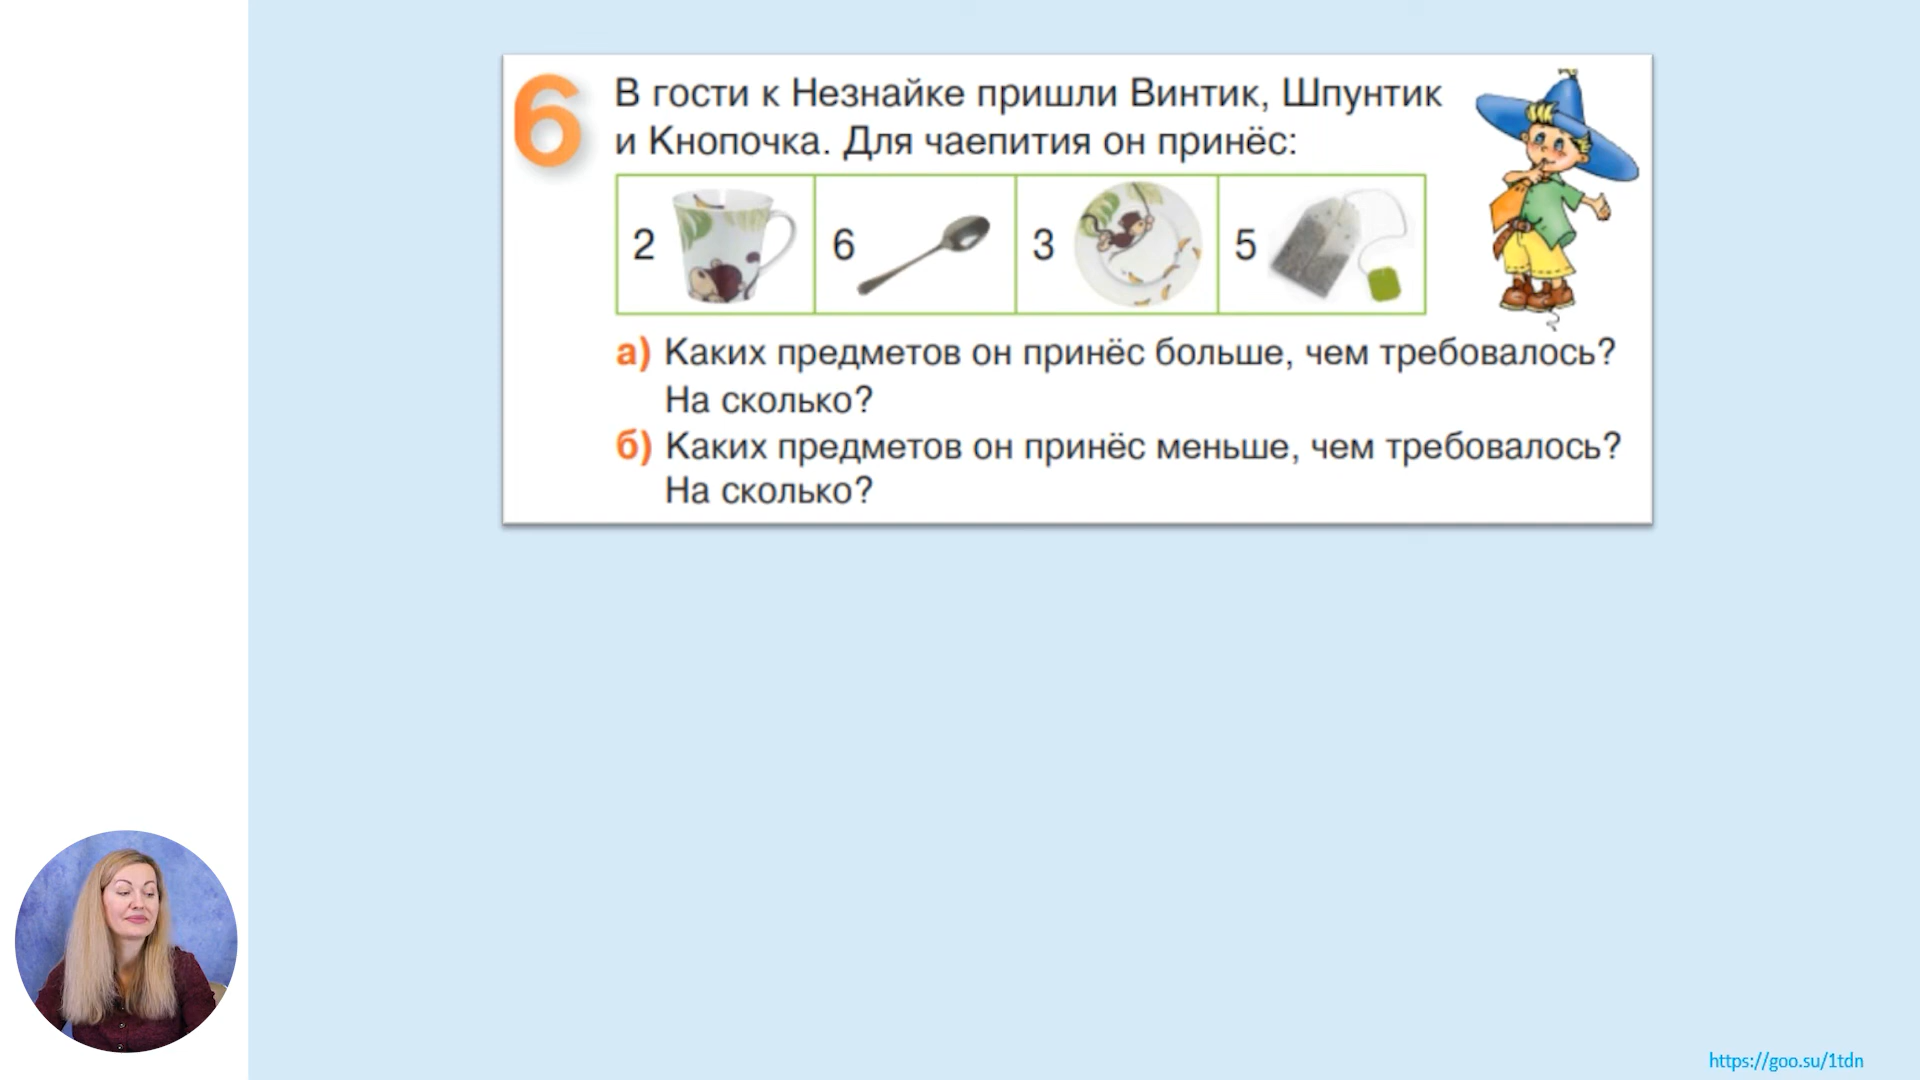 6
В гости к Незнайке пришли Винтик, Шпунтик
и Кнопочка. Для чаепития он принёс:
2 6 3 5
а) Каких предметов он принёс больше, чем требовалось?
На сколько?
б) Каких предметов он принёс меньше, чем требовалось?
На сколько?
https://goo.su/1tdn